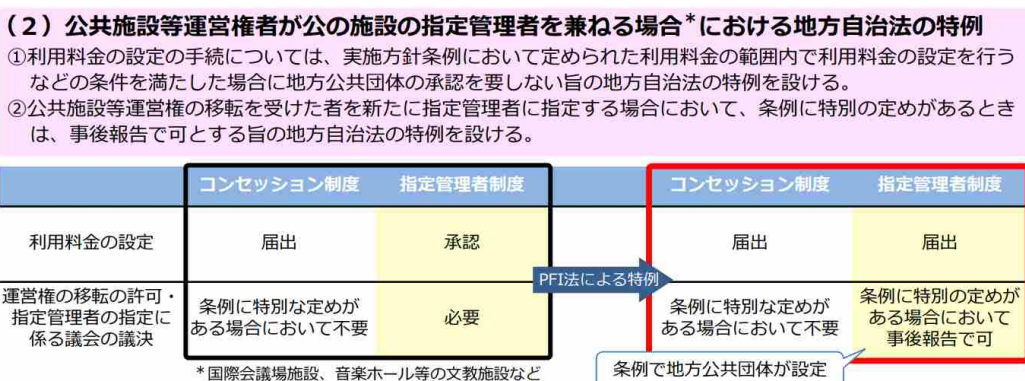 (2)公共施設等運営権者が公の施設の指定管理者を兼ねる場合*における地方自治法の特例
①利用料金の設定の手続については、実施方針条例において定められた利用料金の範囲内で利用料金の設定を行う
などの条件を満たした場合に地方公共団体の承認を要しない旨の地方自治法の特例を設ける。
②公共施設等運営権の移転を受けた者を新たに指定管理者に指定する場合において、条例に特別の定めがあるとき
は、事後報告で可とする旨の地方自治法の特例を設ける。
コンセッション制度 指定管理者制度 コンセッション制度 指定管理者制度
利用料金の設定 届出 承認 届出 届出
PFI法による特例
運営権の移転の許可・
指定管理者の指定に
係る議会の議決
条例に特別な定めが
ある場合において不要
必要
条例に特別な定めが
ある場合において不要
条例に特別の定めが
ある場合において
事後報告で可
*国際会議場施設、音楽ホール等の文教施設など
条例で地方公共団体が設定